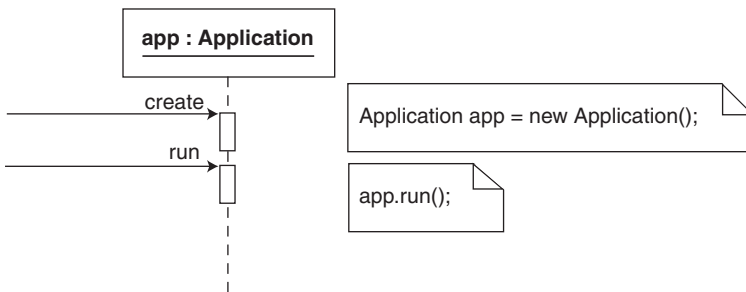 app : Application
create
Application app = new Application();
run
app.run();